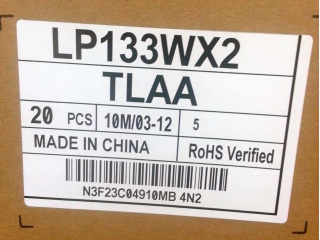 LP133WX2
TLAA
20 PCS 10M/03-12 5
MADE IN CHINA RoHS Verified
N3F23C04910MB 4N2